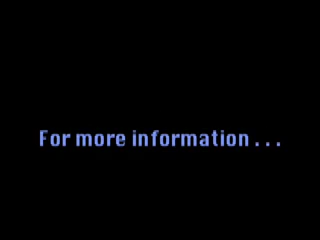 For more information . . .